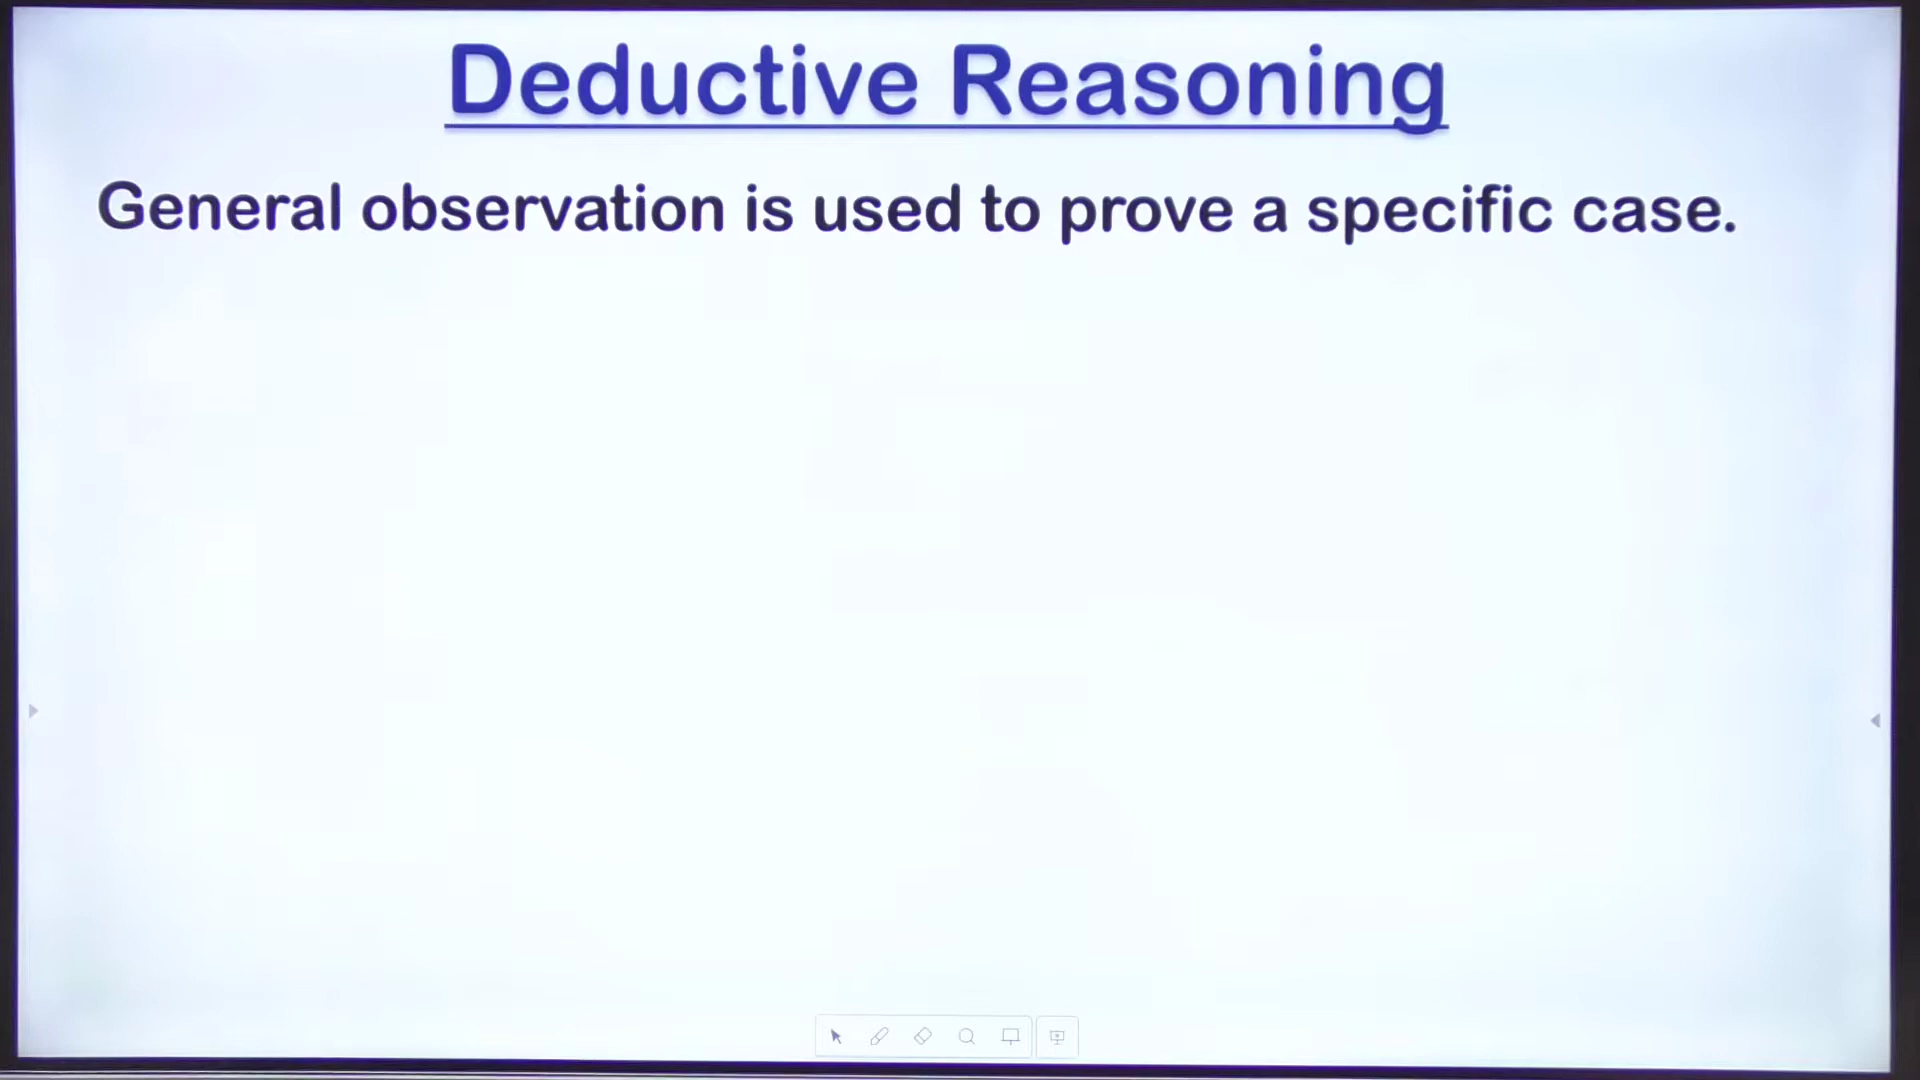 Deductive Reasoning
General observation is used to prove a specific case.